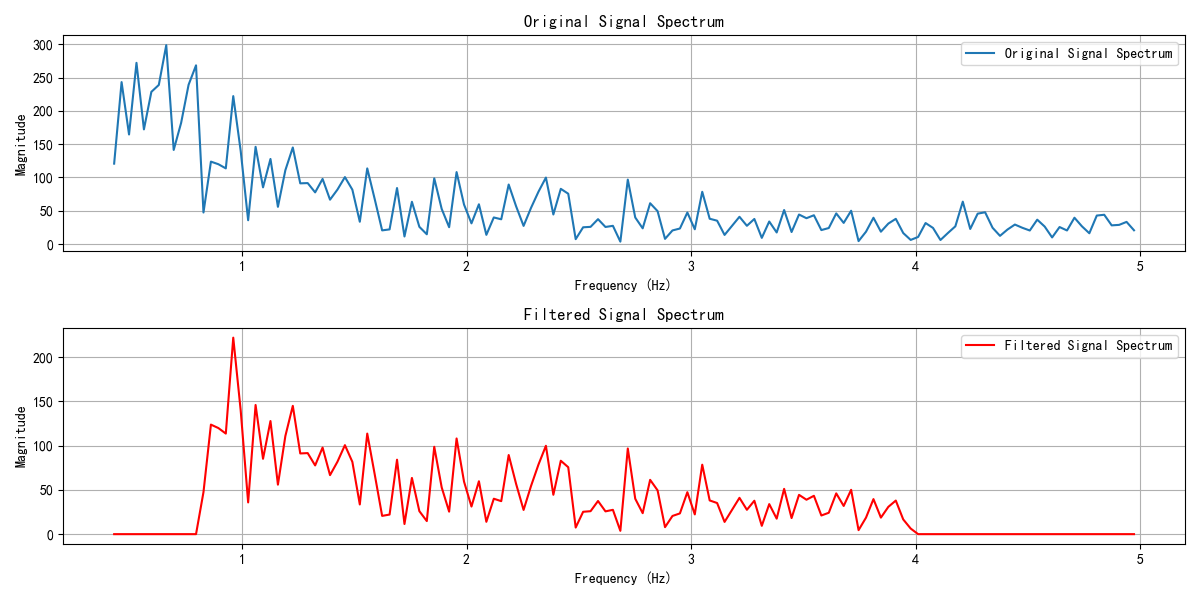 Original Signal Spectrum
Original Signal Spectrum
Magnitude
300
250
200
150
100
50
0
1
2
3
4
5
Frequency (Hz)
Filtered Signal Spectrum
Filtered Signal Spectrum
Magnitude
200
150
100
50
0
1
2
3
4
5
Frequency (Hz)